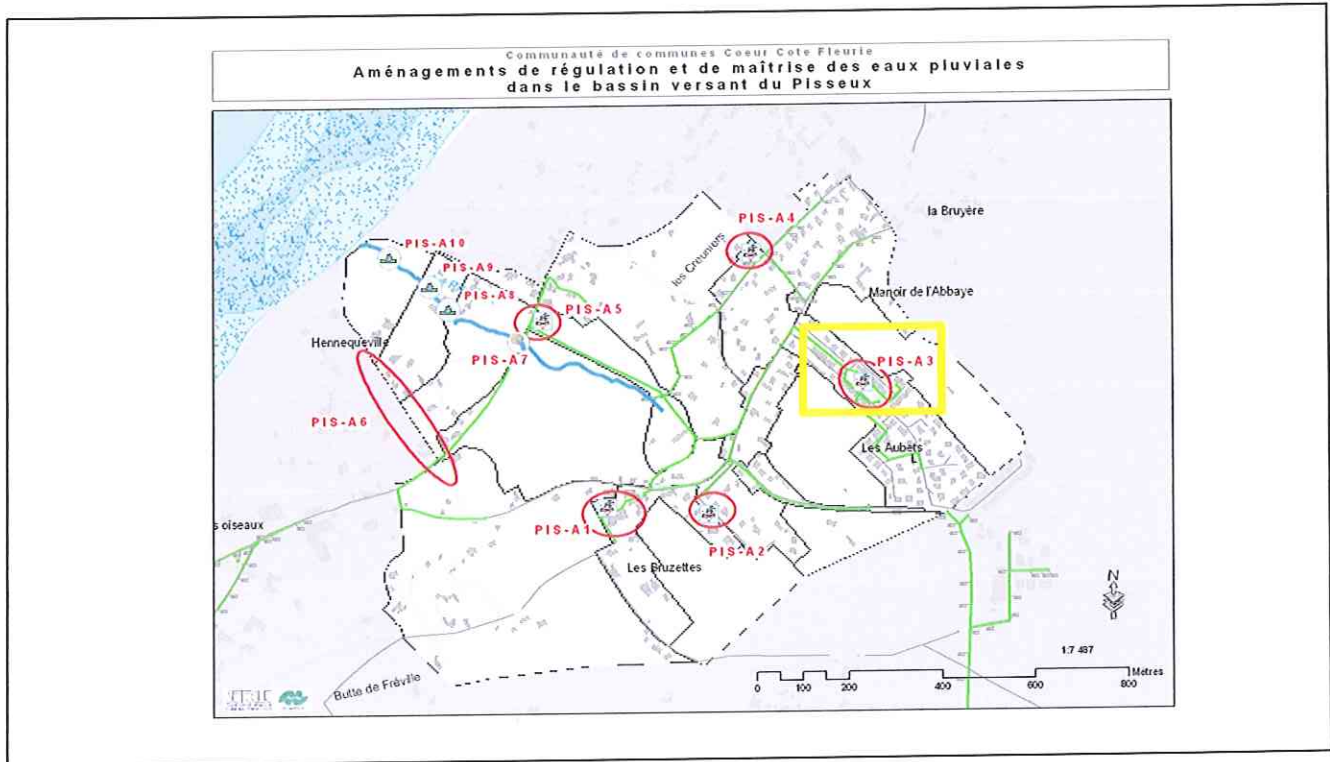 Communauté de communes Coeur Cote Fleurie
Aménagements de régulation et de maîtrise des eaux pluviales
dans le bassin versant du Pisseux
PIS-A4
la Bruyère
PIS-A10
PIS-A9
les Creuniers
PIS-A8
Manoir de l'Abbaye
PIS-A5
Hennequeville
PIS-A7
PIS-A3
PIS-A6
Les Aubets
s oiseaux
PIS-A1
PIS-A2
Les Bruzettes
N
1:7 487
Butte de Fréville
Mètres
0 100 200 400 600 800